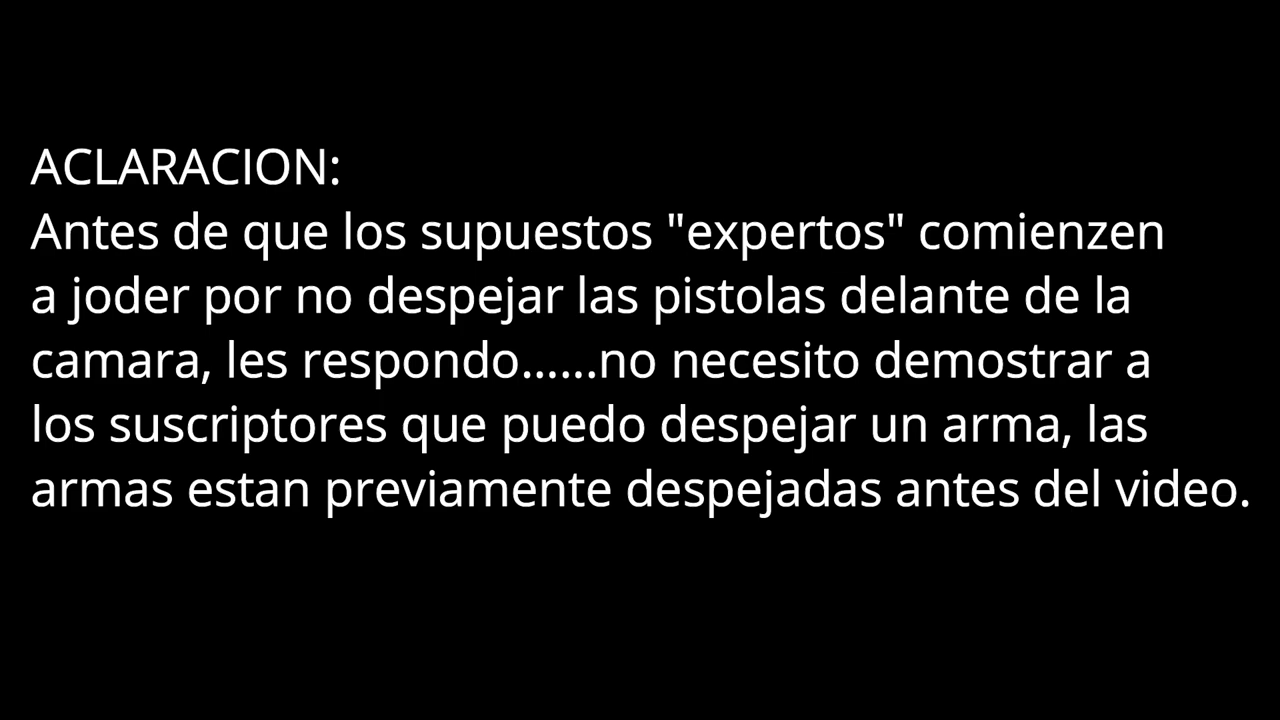 ACLARACION:
Antes de que los supuestos "expertos" comienzen
a joder por no despejar las pistolas delante de la
camara, les respondo......no necesito demostrar a
los suscriptores que puedo despejar un arma, las
armas estan previamente despejadas antes del video.